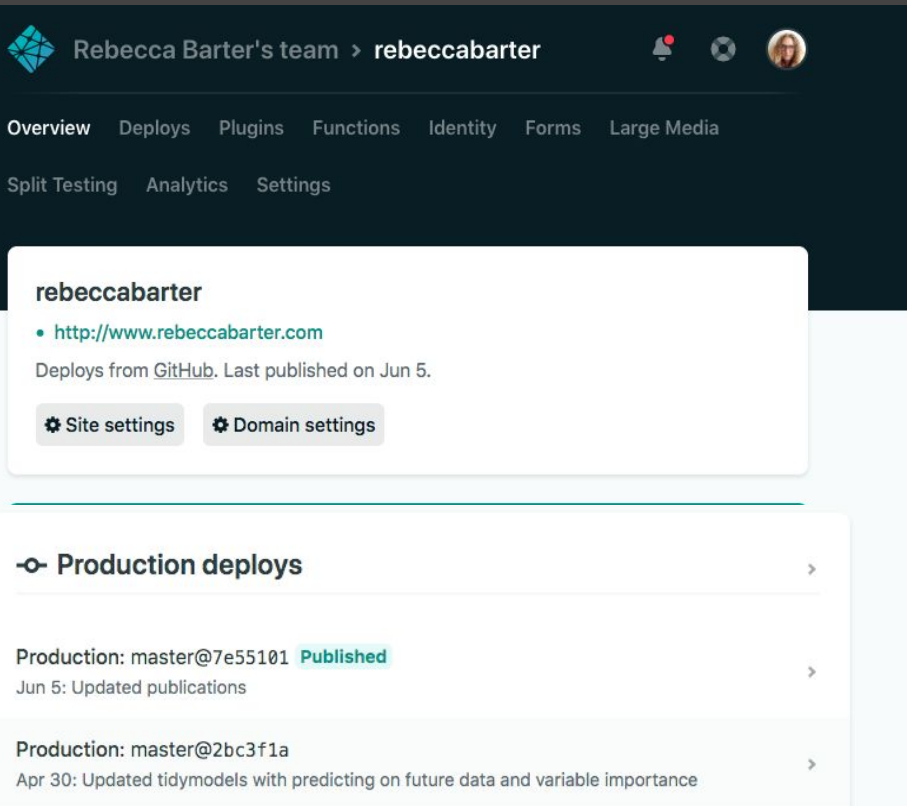 Rebecca Barter's team > rebeccabarter
Overview Deploys Plugins Functions Identity Forms Large Media
Split Testing Analytics Settings
rebeccabarter
• http://www.rebeccabarter.com
Deploys from GitHub. Last published on Jun 5.
Site settings Domain settings
Production deploys
Production: master@7e55101 Published
Jun 5: Updated publications
Production: master@2bc3f1a
Apr 30: Updated tidymodels with predicting on future data and variable importance